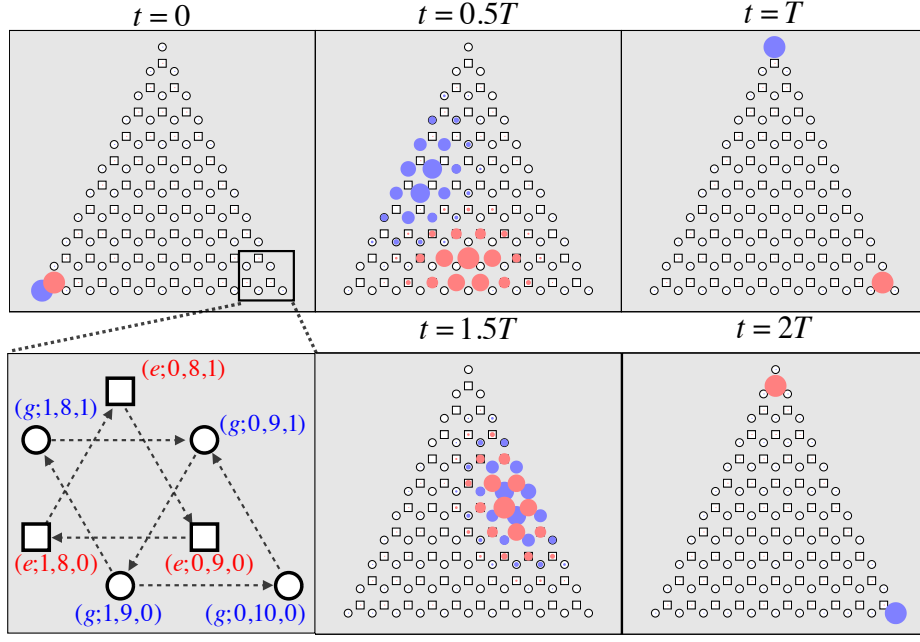 t = 0
t = 0.5T
t = T
t = 1.5T
t = 2T
(e;0,8,1)
(g;1,8,1)
(g;0,9,1)
(e;1,8,0)
(e;0,9,0)
(g;1,9,0)
(g;0,10,0)